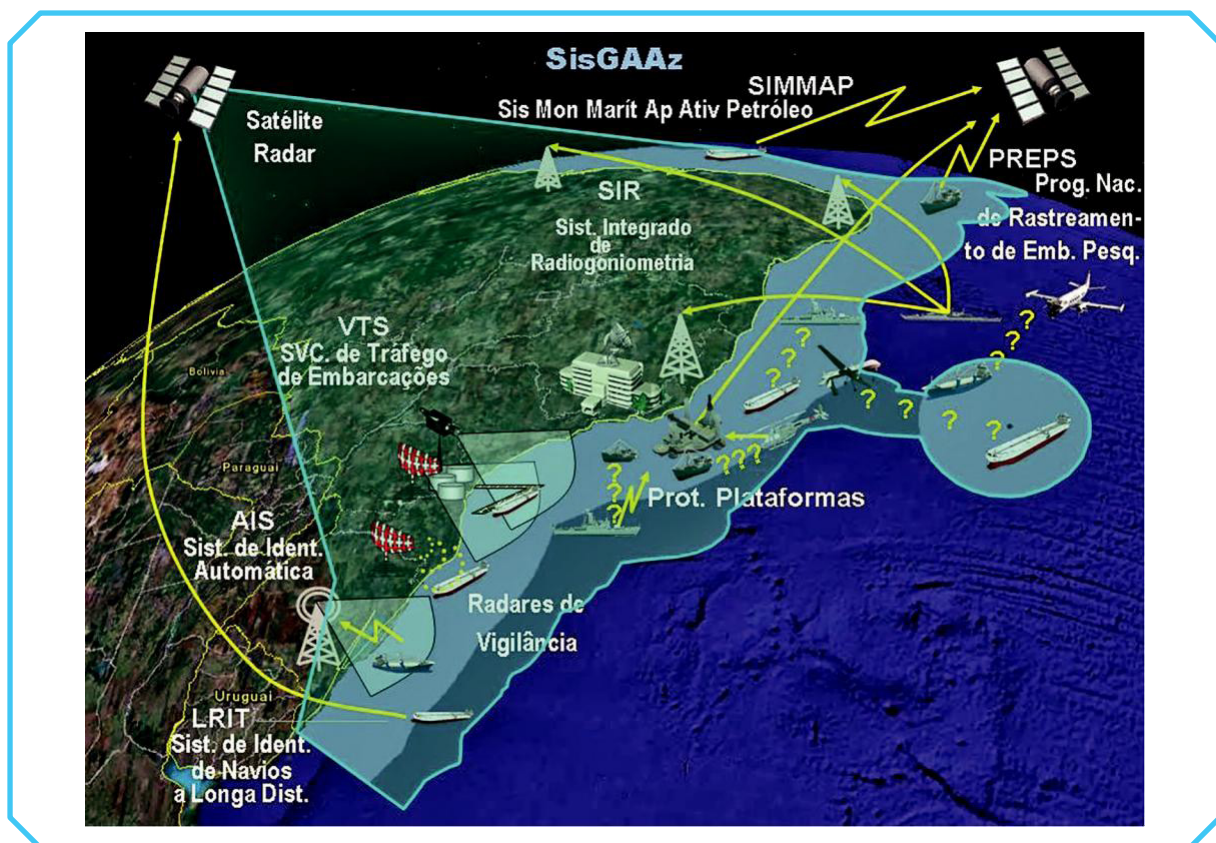 SisGAAz
SIMMAP
Sis Mon Marít Ap Ativ Petróleo
Satélite
Radar
PREPS
Prog. Nac.
de Rastreamen-
to de Emb. Pesq.
SIR
Sist. Integrado
de
Radiogoniometria
VTS
SVC. de Tráfego
de Embarcações
Bolivia
Paraguai
? ? ? ?
? ? ? ?
? ? ? ?
? ? ? ?
???
Prot. Plataformas
AIS
Sist. de Ident.
Automática
Radares de
Vigilância
Uruguai
LRIT
Sist. de Ident.
de Navios
a Longa Dist.